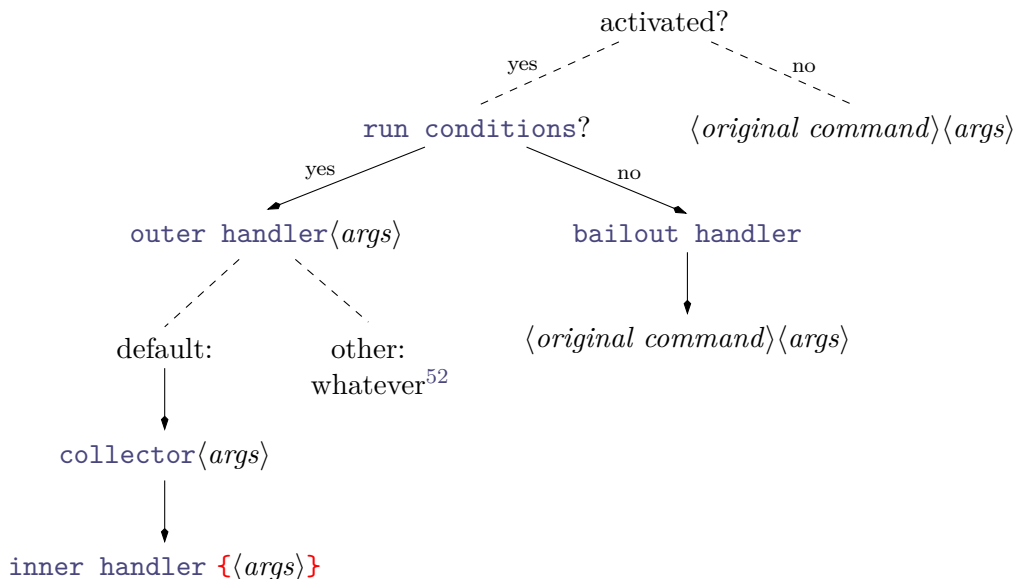 activated?
yes
no
run conditions?
⟨original command⟩⟨args⟩
yes
no
outer handler⟨args⟩
bailout handler
default:
other:
whatever⁵²
⟨original command⟩⟨args⟩
collector⟨args⟩
inner handler {⟨args⟩}